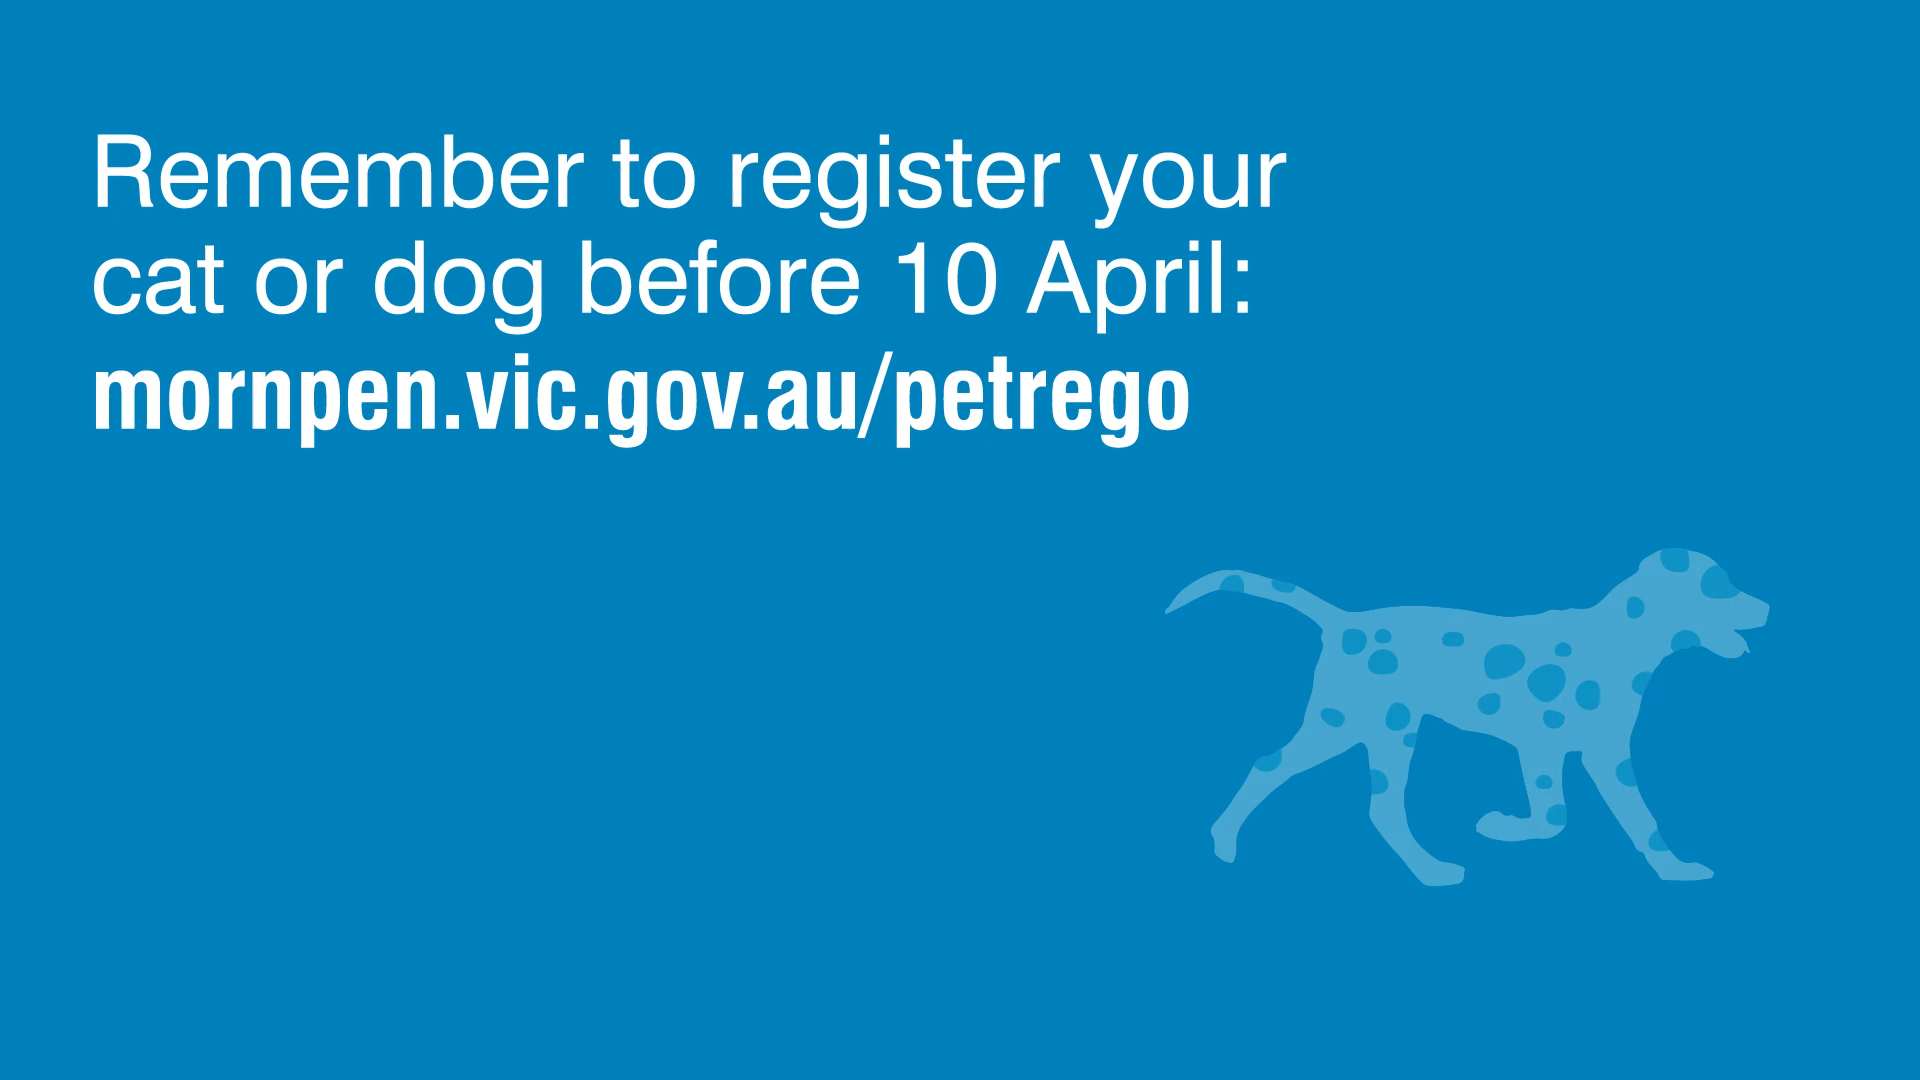 Remember to register your
cat or dog before 10 April:
mornpen.vic.gov.au/petrego